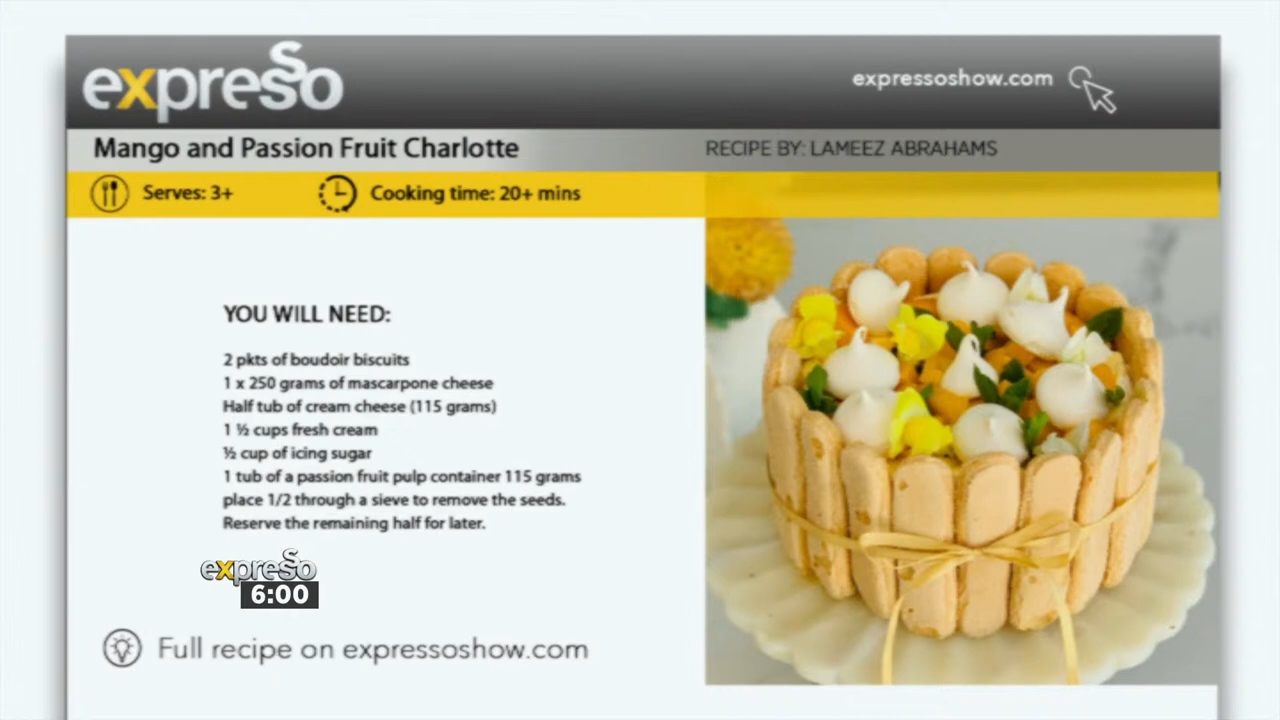 expresso
expressoshow.com
Mango and Passion Fruit Charlotte
RECIPE BY: LAMEEZ ABRAHAMS
Serves: 3+
Cooking time: 20+ mins
YOU WILL NEED:
2 pkts of boudoir biscuits
1 x 250 grams of mascarpone cheese
Half tub of cream cheese (115 grams)
1 ½ cups fresh cream
½ cup of icing sugar
1 tub of a passion fruit pulp container 115 grams
place 1/2 through a sieve to remove the seeds.
Reserve the remaining half for later.
expresso
6:00
Full recipe on expressoshow.com